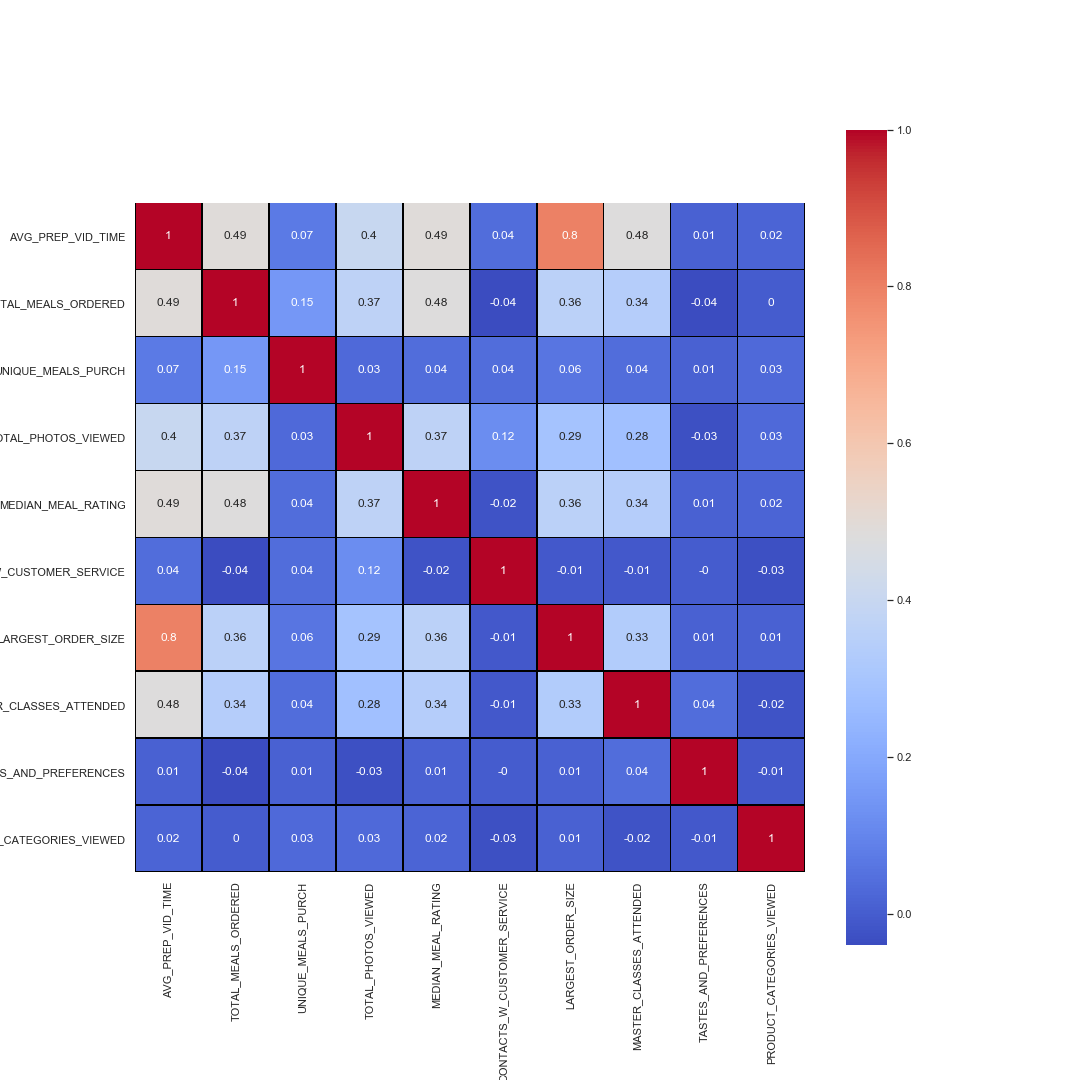 1.0
AVG_PREP_VID_TIME 1 0.49 0.07 0.4 0.49 0.04 0.8 0.48 0.01 0.02
0.8
TAL_MEALS_ORDERED 0.49 1 0.15 0.37 0.48 -0.04 0.36 0.34 -0.04 0
UNIQUE_MEALS_PURCH 0.07 0.15 1 0.03 0.04 0.04 0.06 0.04 0.01 0.03
OTAL_PHOTOS_VIEWED 0.4 0.37 0.03 1 0.37 0.12 0.29 0.28 -0.03 0.03
0.6
MEDIAN_MEAL_RATING 0.49 0.48 0.04 0.37 1 -0.02 0.36 0.34 0.01 0.02
W_CUSTOMER_SERVICE 0.04 -0.04 0.04 0.12 -0.02 1 -0.01 -0.01 -0 -0.03
0.4
LARGEST_ORDER_SIZE 0.8 0.36 0.06 0.29 0.36 -0.01 1 0.33 0.01 0.01
R_CLASSES_ATTENDED 0.48 0.34 0.04 0.28 0.34 -0.01 0.33 1 0.04 -0.02
0.2
S_AND_PREFERENCES 0.01 -0.04 0.01 -0.03 0.01 -0 0.01 0.04 1 -0.01
_CATEGORIES_VIEWED 0.02 0 0.03 0.03 0.02 -0.03 0.01 -0.02 -0.01 1
0.0
AVG_PREP_VID_TIME
TOTAL_MEALS_ORDERED
UNIQUE_MEALS_PURCH
TOTAL_PHOTOS_VIEWED
MEDIAN_MEAL_RATING
CONTACTS_W_CUSTOMER_SERVICE
LARGEST_ORDER_SIZE
MASTER_CLASSES_ATTENDED
TASTES_AND_PREFERENCES
PRODUCT_CATEGORIES_VIEWED